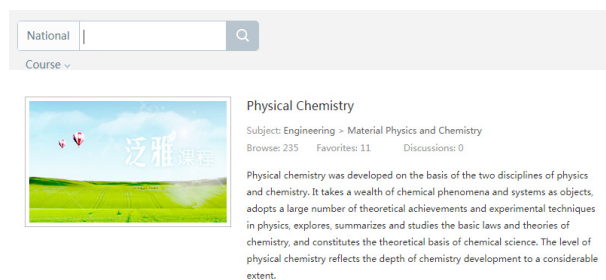 National
Course
泛雅 课程
Physical Chemistry
Subject: Engineering > Material Physics and Chemistry
Browse: 235 Favorites: 11 Discussions: 0
Physical chemistry was developed on the basis of the two disciplines of physics
and chemistry. It takes a wealth of chemical phenomena and systems as objects,
adopts a large number of theoretical achievements and experimental techniques
in physics, explores, summarizes and studies the basic laws and theories of
chemistry, and constitutes the theoretical basis of chemical science. The level of
physical chemistry reflects the depth of chemistry development to a considerable
extent.